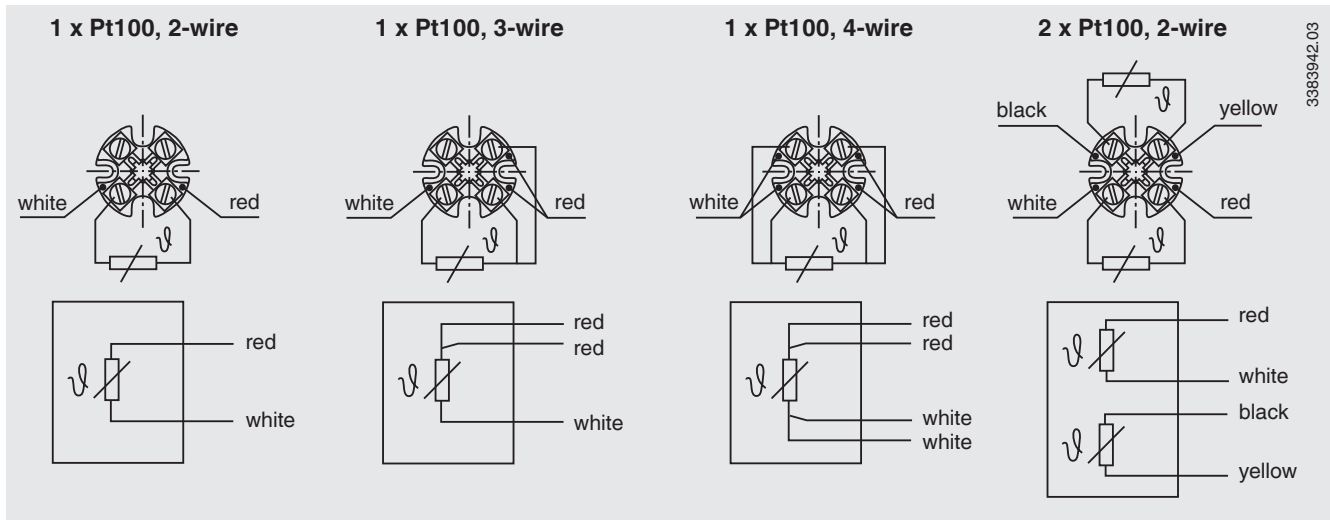 1 x Pt100, 2-wire
white
red
ϑ
red
ϑ
white
1 x Pt100, 3-wire
white
red
ϑ
red
red
ϑ
white
1 x Pt100, 4-wire
white
red
ϑ
red
red
ϑ
white
white
2 x Pt100, 2-wire
ϑ
black
yellow
white
red
ϑ
red
ϑ
white
black
ϑ
yellow
3383942.03